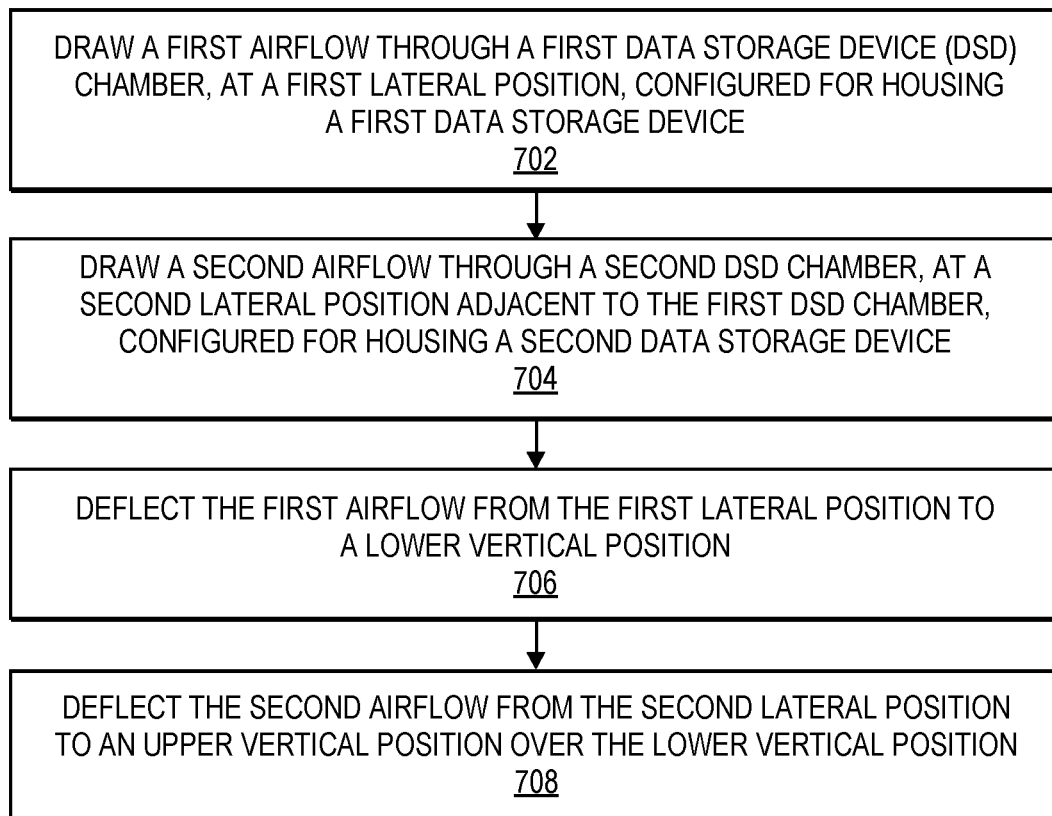 DRAW A FIRST AIRFLOW THROUGH A FIRST DATA STORAGE DEVICE (DSD)
CHAMBER, AT A FIRST LATERAL POSITION, CONFIGURED FOR HOUSING
A FIRST DATA STORAGE DEVICE
702
DRAW A SECOND AIRFLOW THROUGH A SECOND DSD CHAMBER, AT A
SECOND LATERAL POSITION ADJACENT TO THE FIRST DSD CHAMBER,
CONFIGURED FOR HOUSING A SECOND DATA STORAGE DEVICE
704
DEFLECT THE FIRST AIRFLOW FROM THE FIRST LATERAL POSITION TO
A LOWER VERTICAL POSITION
706
DEFLECT THE SECOND AIRFLOW FROM THE SECOND LATERAL POSITION
TO AN UPPER VERTICAL POSITION OVER THE LOWER VERTICAL POSITION
708